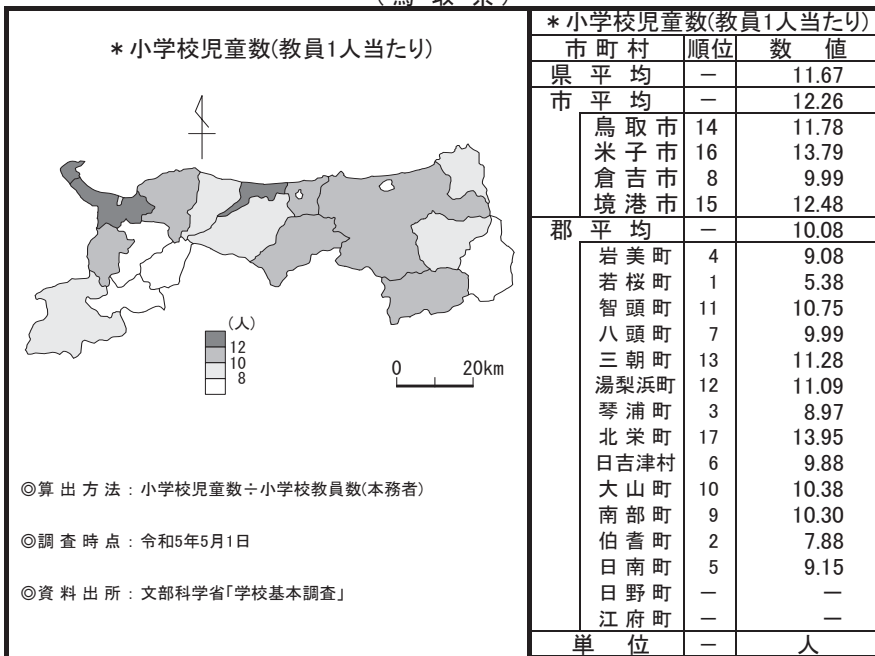 (鳥 取 県)
*小学校児童数(教員1人当たり)
(人)
12
10
8
0 20km
◎算 出 方 法 : 小学校児童数÷小学校教員数(本務者)
◎調 査 時 点 : 令和5年5月1日
◎資 料 出 所 : 文部科学省「学校基本調査」
*小学校児童数(教員1人当たり)
市 町 村 順位 数 値
県 平 均 － 11.67
市 平 均 － 12.26
鳥 取 市 14 11.78
米 子 市 16 13.79
倉 吉 市 8 9.99
境 港 市 15 12.48
郡 平 均 － 10.08
岩 美 町 4 9.08
若 桜 町 1 5.38
智 頭 町 11 10.75
八 頭 町 7 9.99
三 朝 町 13 11.28
湯梨浜町 12 11.09
琴 浦 町 3 8.97
北 栄 町 17 13.95
日吉津村 6 9.88
大 山 町 10 10.38
南 部 町 9 10.30
伯 耆 町 2 7.88
日 南 町 5 9.15
日 野 町 － －
江 府 町 － －
単 位 － 人